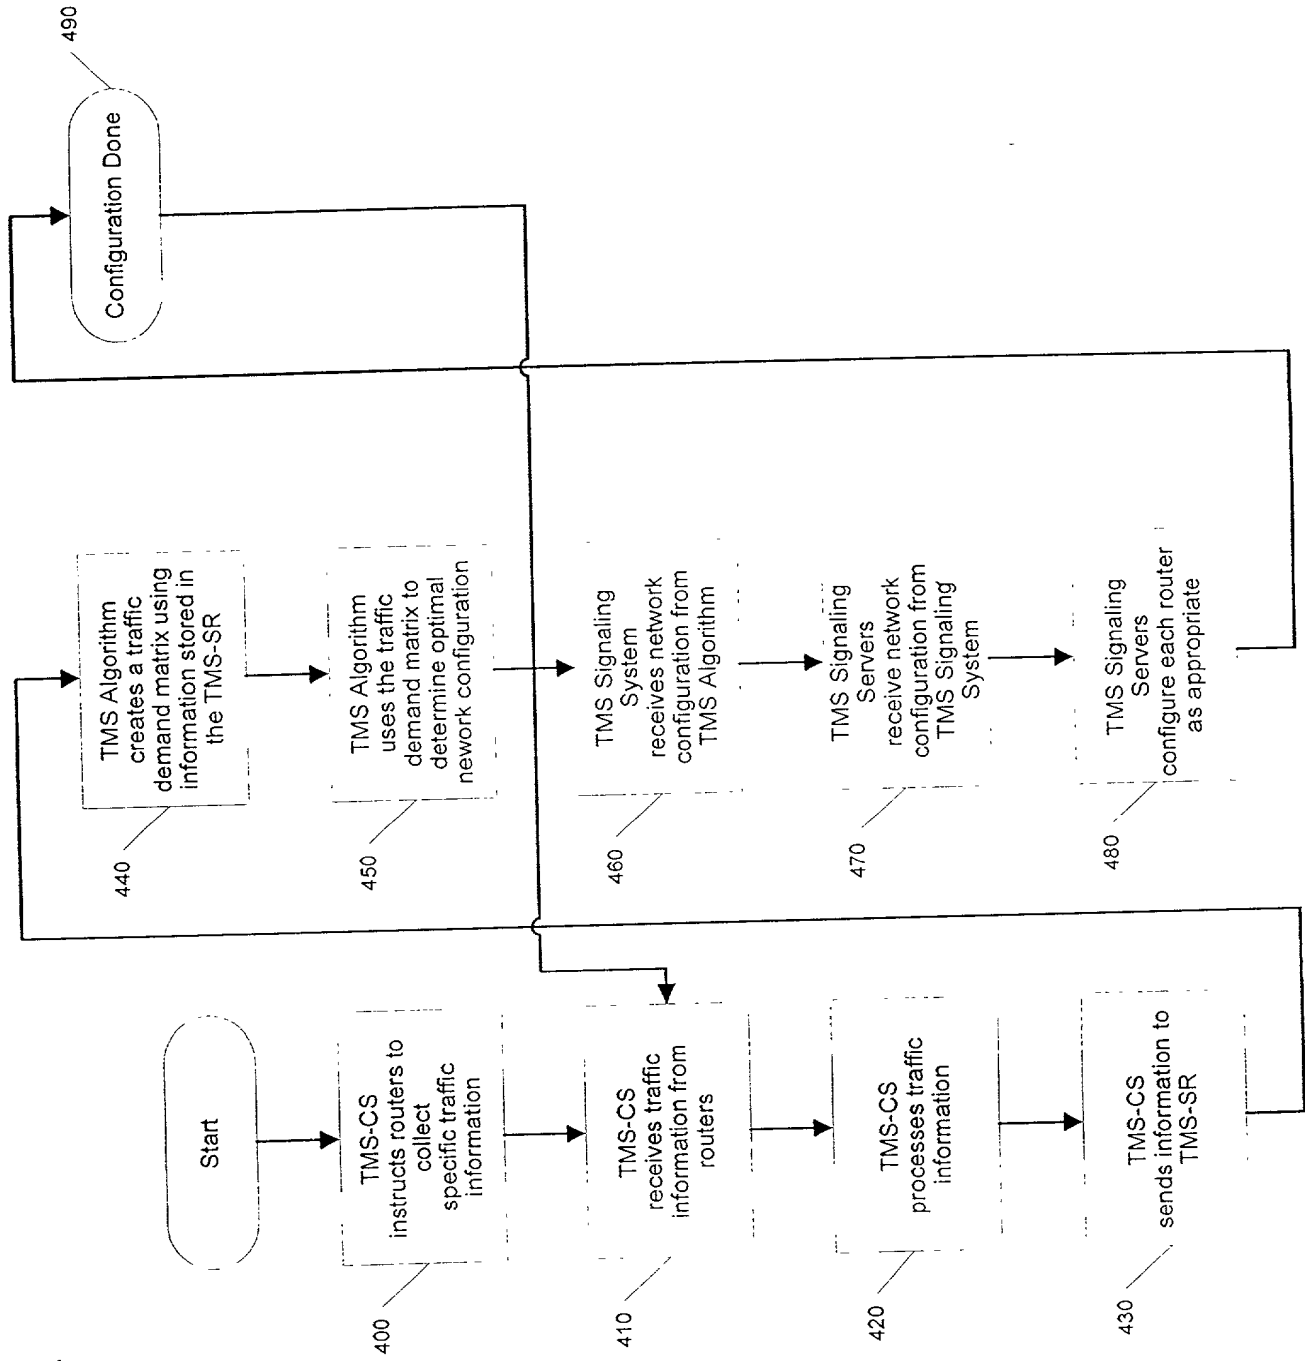 Start
TMS-CS
instructs routers to
collect
specific traffic
information
400
TMS-CS
receives traffic
information from
routers
410
TMS-CS
processes traffic
information
420
TMS-CS
sends information to
TMS-SR
430
TMS Algorithm
creates a traffic
demand matrix using
information stored in
the TMS-SR
440
TMS Algorithm
uses the traffic
demand matrix to
determine optimal
nework configuration
450
TMS Signaling
System
receives network
configuration from
TMS Algorithm
460
TMS Signaling
Servers
receive network
configuration from
TMS Signaling
System
470
TMS Signaling
Servers
configure each router
as appropriate
480
Configuration Done
490